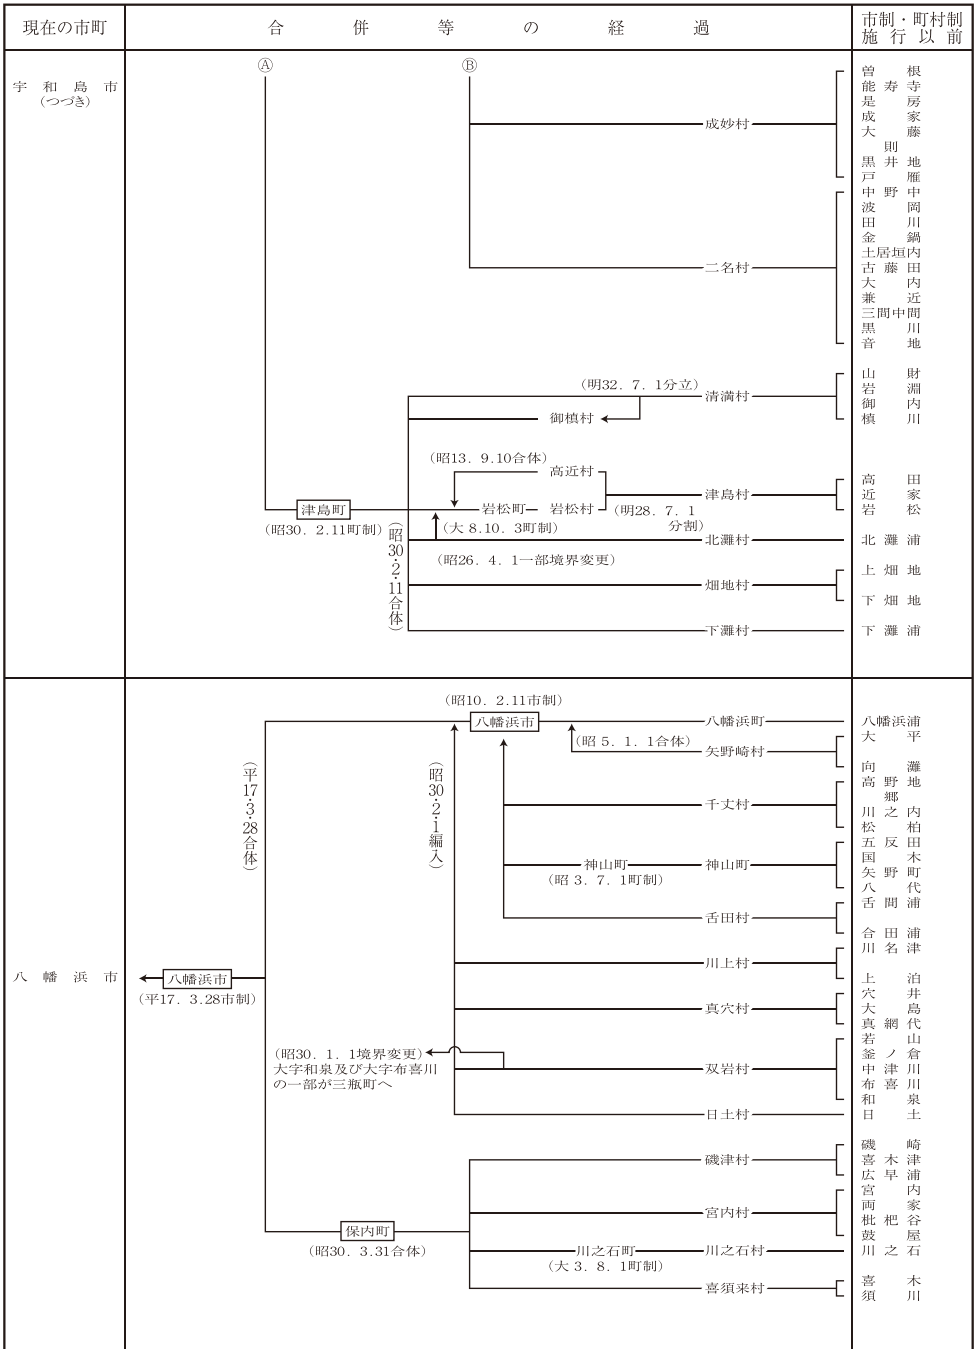 現在の市町
合併等の経過
市制・町村制
施行以前
宇和島市
(つづき)
Ⓐ
Ⓑ
成妙村
曽根
能寿寺
是房
成家
大藤
則
黒井地
戸雁
二名村
中野中
波岡
田川
金銅
土居垣内
古藤田
大内
兼近
三間中間
黒川
音地
(明32. 7. 1分立)
清満村
御槙村
山財
岩淵
御内
槙川
(昭13. 9.10合体)
高近村
津島町
(昭30. 2.11町制)
岩松町
岩松村
津島村
(明28. 7. 1
分割)
高田
近家
岩松
(大 8.10. 3町制)
(昭30・2・11合体)
北灘村
北灘浦
(昭26. 4. 1一部境界変更)
畑地村
上畑地
下畑地
下灘村
下灘浦
(昭10. 2.11市制)
八幡浜市
八幡浜町
八幡浜浦
(昭 5. 1. 1合体)
矢野崎村
大平
向灘
(平17・3・28合体)
(昭30・2・1編入)
千丈村
高野地
郷
川之内
松柏
神山町
神山町
(昭 3. 7. 1町制)
五反田
国木
矢野町
八代
舌田村
舌間浦
合田浦
八幡浜市
八幡浜市
(平17. 3.28市制)
川上村
川名津
上泊
真穴村
穴井
大島
真網代
(昭30. 1. 1境界変更)
大字和泉及び大字布喜川
の一部が三瓶町へ
双岩村
若山
釜ノ倉
中津川
布喜川
和泉
日土村
日土
磯津村
磯崎
喜木津
広早浦
保内町
(昭30. 3.31合体)
宮内村
宮内
両家
枇杷谷
鼓屋
川之石町
川之石村
川之石
(大 3. 8. 1町制)
喜須来村
喜木
須川